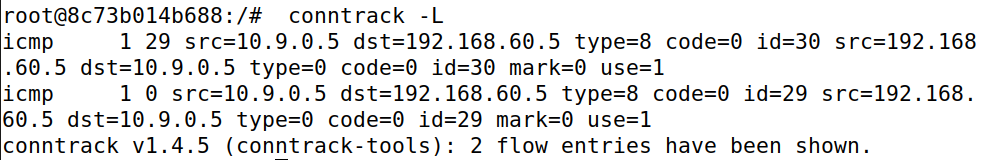 root@8c73b014b688:/#  conntrack -L
icmp     1 29 src=10.9.0.5 dst=192.168.60.5 type=8 code=0 id=30 src=192.168
.60.5 dst=10.9.0.5 type=0 code=0 id=30 mark=0 use=1
icmp     1 0 src=10.9.0.5 dst=192.168.60.5 type=8 code=0 id=29 src=192.168.
60.5 dst=10.9.0.5 type=0 code=0 id=29 mark=0 use=1
conntrack v1.4.5 (conntrack-tools): 2 flow entries have been shown.